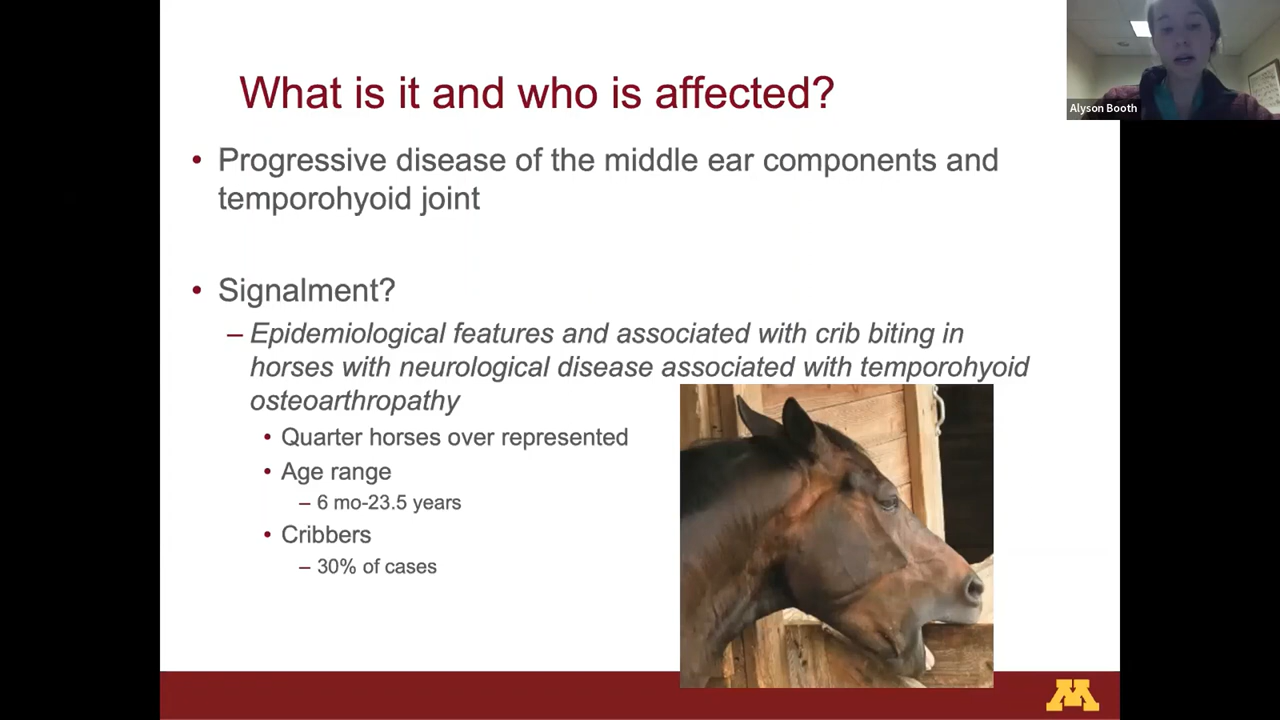 What is it and who is affected?
Alyson Booth
• Progressive disease of the middle ear components and
temporohyoid joint
• Signalment?
– Epidemiological features and associated with crib biting in
horses with neurological disease associated with temporohyoid
osteoarthropathy
• Quarter horses over represented
• Age range
– 6 mo-23.5 years
• Cribbers
– 30% of cases
M